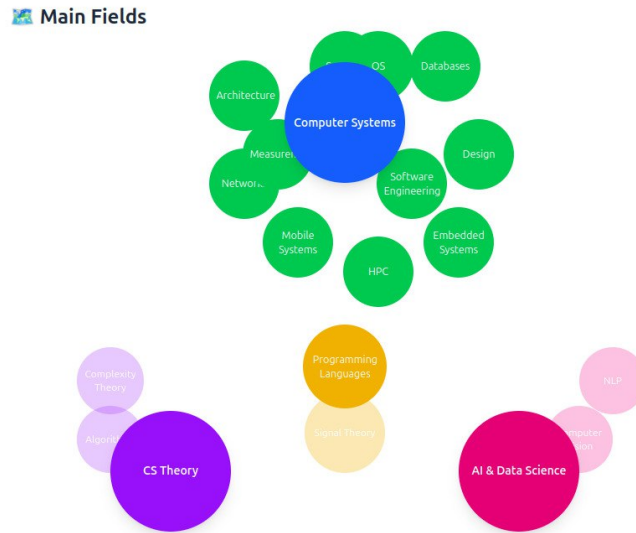 🗺️ Main Fields
OS
Databases
Architecture
Computer Systems
Design
Software
Engineering
Mobile
Systems
Embedded
Systems
HPC
Programming
Languages
Signal Theory
Complexity
Theory
NLP
CS Theory
AI & Data Science